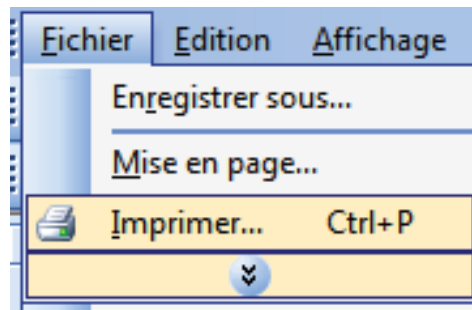 Fichier Edition Affichage
Enregistrer sous...
Mise en page...
Imprimer... Ctrl+P